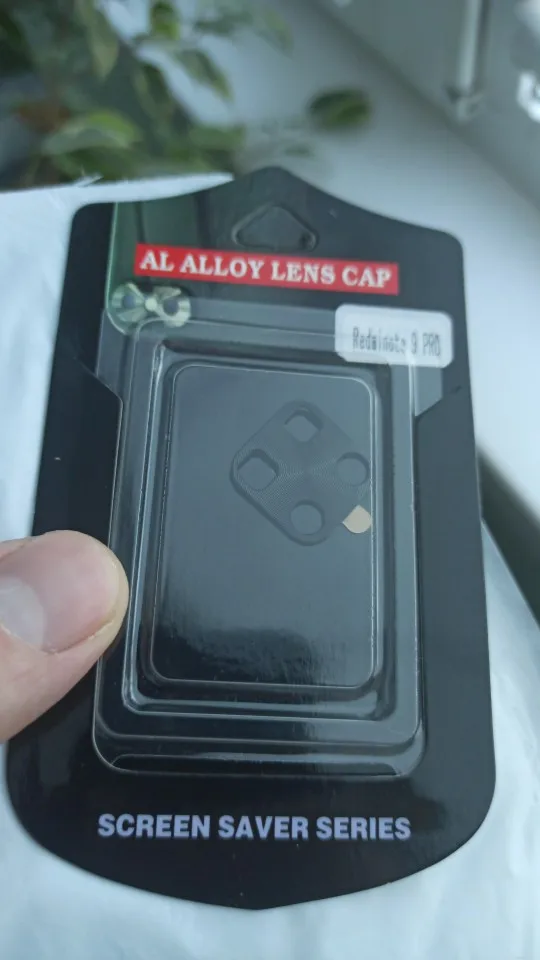 AL ALLOY LENS CAP
Redmi note 9 PRO
SCREEN SAVER SERIES